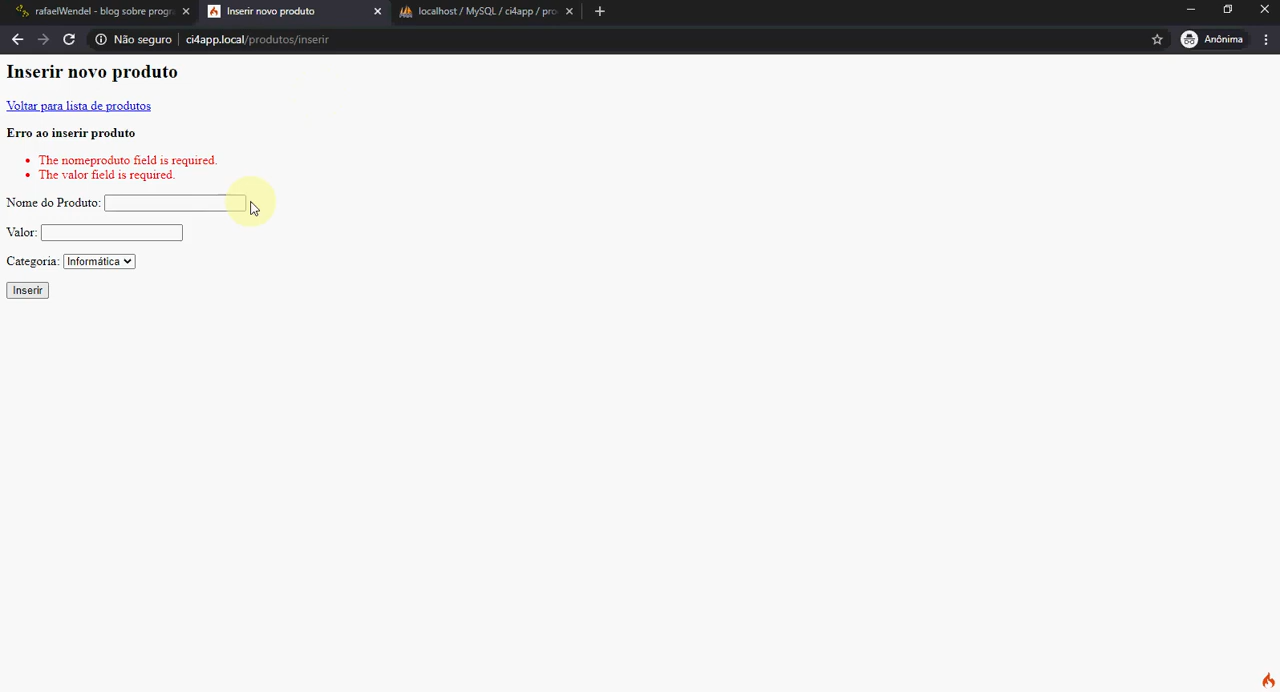 rafaelWendel - blog sobre progr
Inserir novo produto
localhost / MySQL / ci4app / pro
Não seguro
ci4app.local/produtos/inserir
Anônima
Inserir novo produto
Voltar para lista de produtos
Erro ao inserir produto
The nomeproduto field is required.
The valor field is required.
Nome do Produto:
Valor:
Categoria: Informática
Inserir